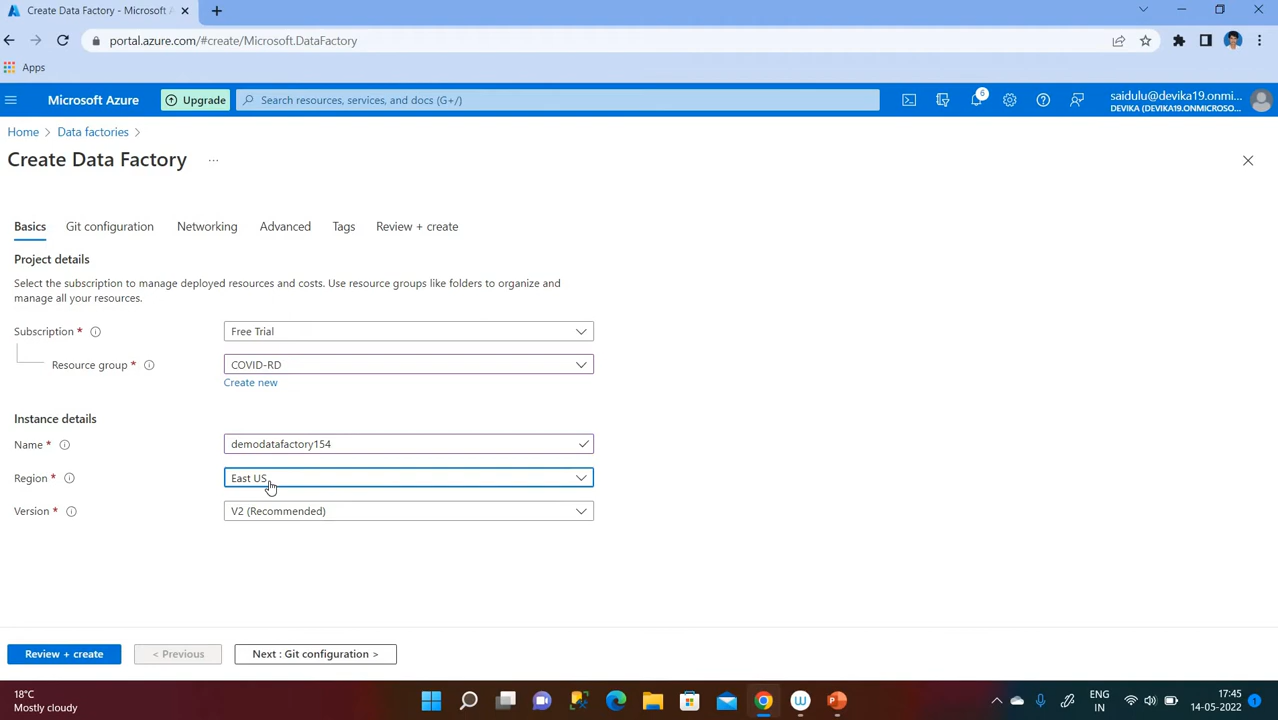 Create Data Factory - Microsoft A
portal.azure.com/#create/Microsoft.DataFactory
Apps
Microsoft Azure
Upgrade
Search resources, services, and docs (G+/)
6
saidulu@devika19.onmi...
DEVIKA (DEVIKA19.ONMICROSO...
Home > Data factories >
Create Data Factory ...
Basics Git configuration Networking Advanced Tags Review + create
Project details
Select the subscription to manage deployed resources and costs. Use resource groups like folders to organize and
manage all your resources.
Subscription * Free Trial
Resource group * COVID-RD
Create new
Instance details
Name * demodatafactory154
Region * East US
Version * V2 (Recommended)
Review + create < Previous Next : Git configuration >
18°C
Mostly cloudy
ENG
IN
17:45
14-05-2022
1